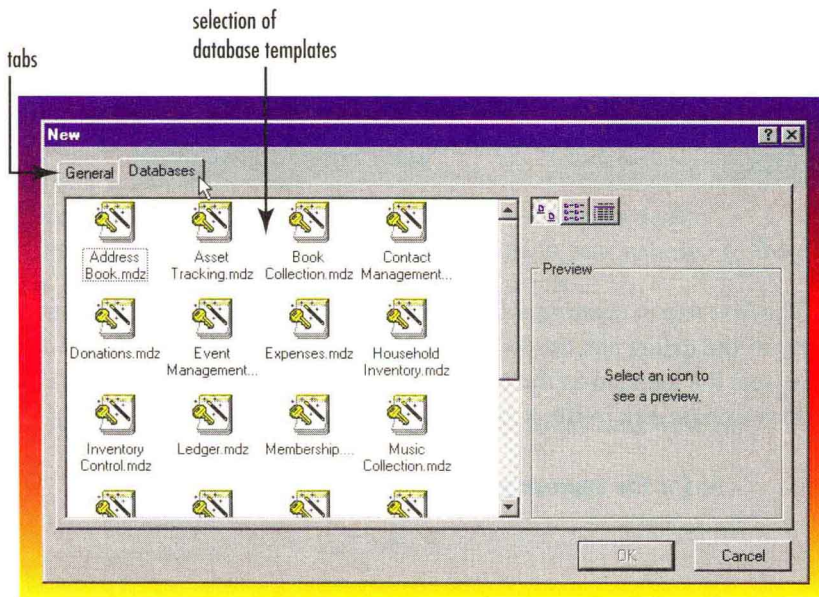 selection of
database templates
tabs
New
General
Databases
Address
Book.mdz
Asset
Tracking.mdz
Book
Collection.mdz
Contact
Management...
Donations.mdz
Event
Management...
Expenses.mdz
Household
Inventory.mdz
Inventory
Control.mdz
Ledger.mdz
Membership....
Music
Collection.mdz
Preview
Select an icon to
see a preview.
OK
Cancel